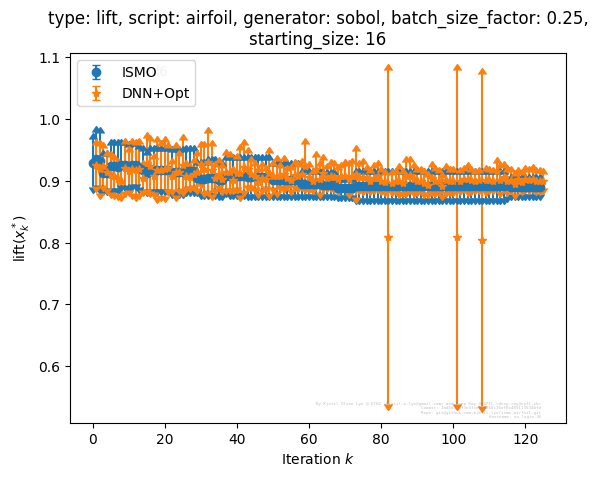 type: lift, script: airfoil, generator: sobol, batch_size_factor: 0.25,
starting_size: 16
ISMO
DNN+Opt
1.1
1.0
0.9
0.8
0.7
0.6
lift(x_k^*)
0 20 40 60 80 100 120
Iteration k